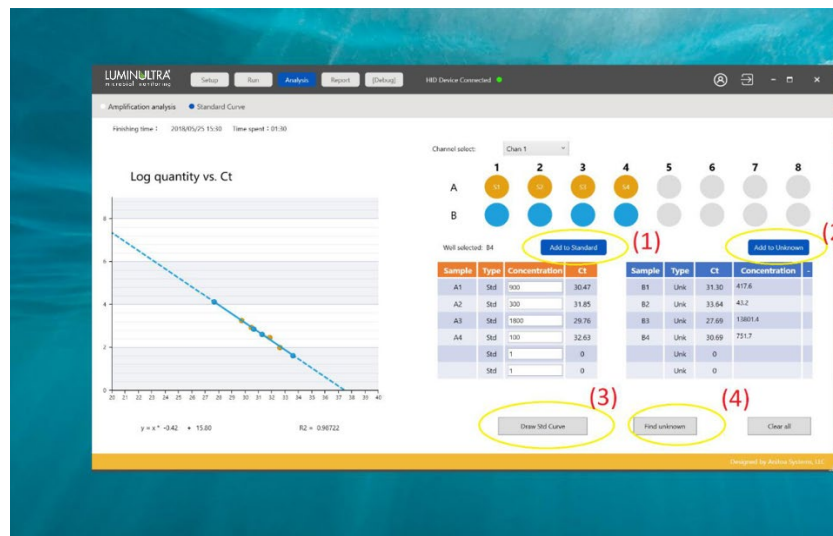 LUMINULTRA
microbial monitoring
Setup Run Analysis Report [Debug] HID Device Connected
Amplification analysis Standard Curve
Finishing time : 2018/05/25 15:30 Time spend : 01:30
Channel select: Chan 1
Log quantity vs. Ct
1 2 3 4 5 6 7 8
A S1 S2 S3 S4
B
Well selected: B4 Add to Standard (1) Add to Unknown (2
Sample Type Concentration Ct
A1 Std 900 30.47
A2 Std 300 31.85
A3 Std 1800 29.76
A4 Std 100 32.63
Std 1 0
Std 1 0
Sample Type Ct Concentration -
B1 Unk 31.30 417.6
B2 Unk 33.64 43.2
B3 Unk 27.69 13801.4
B4 Unk 30.69 751.7
Unk 0
Unk 0
8
6
4
2
0
20 21 22 23 24 25 26 27 28 29 30 31 32 33 34 35 36 37 38 39 40
y = x * -0.42 + 15.80 R2 = 0.96722
(3) (4)
Draw Std Curve Find unknown Clear all
Designed by Andea Systems, LLC